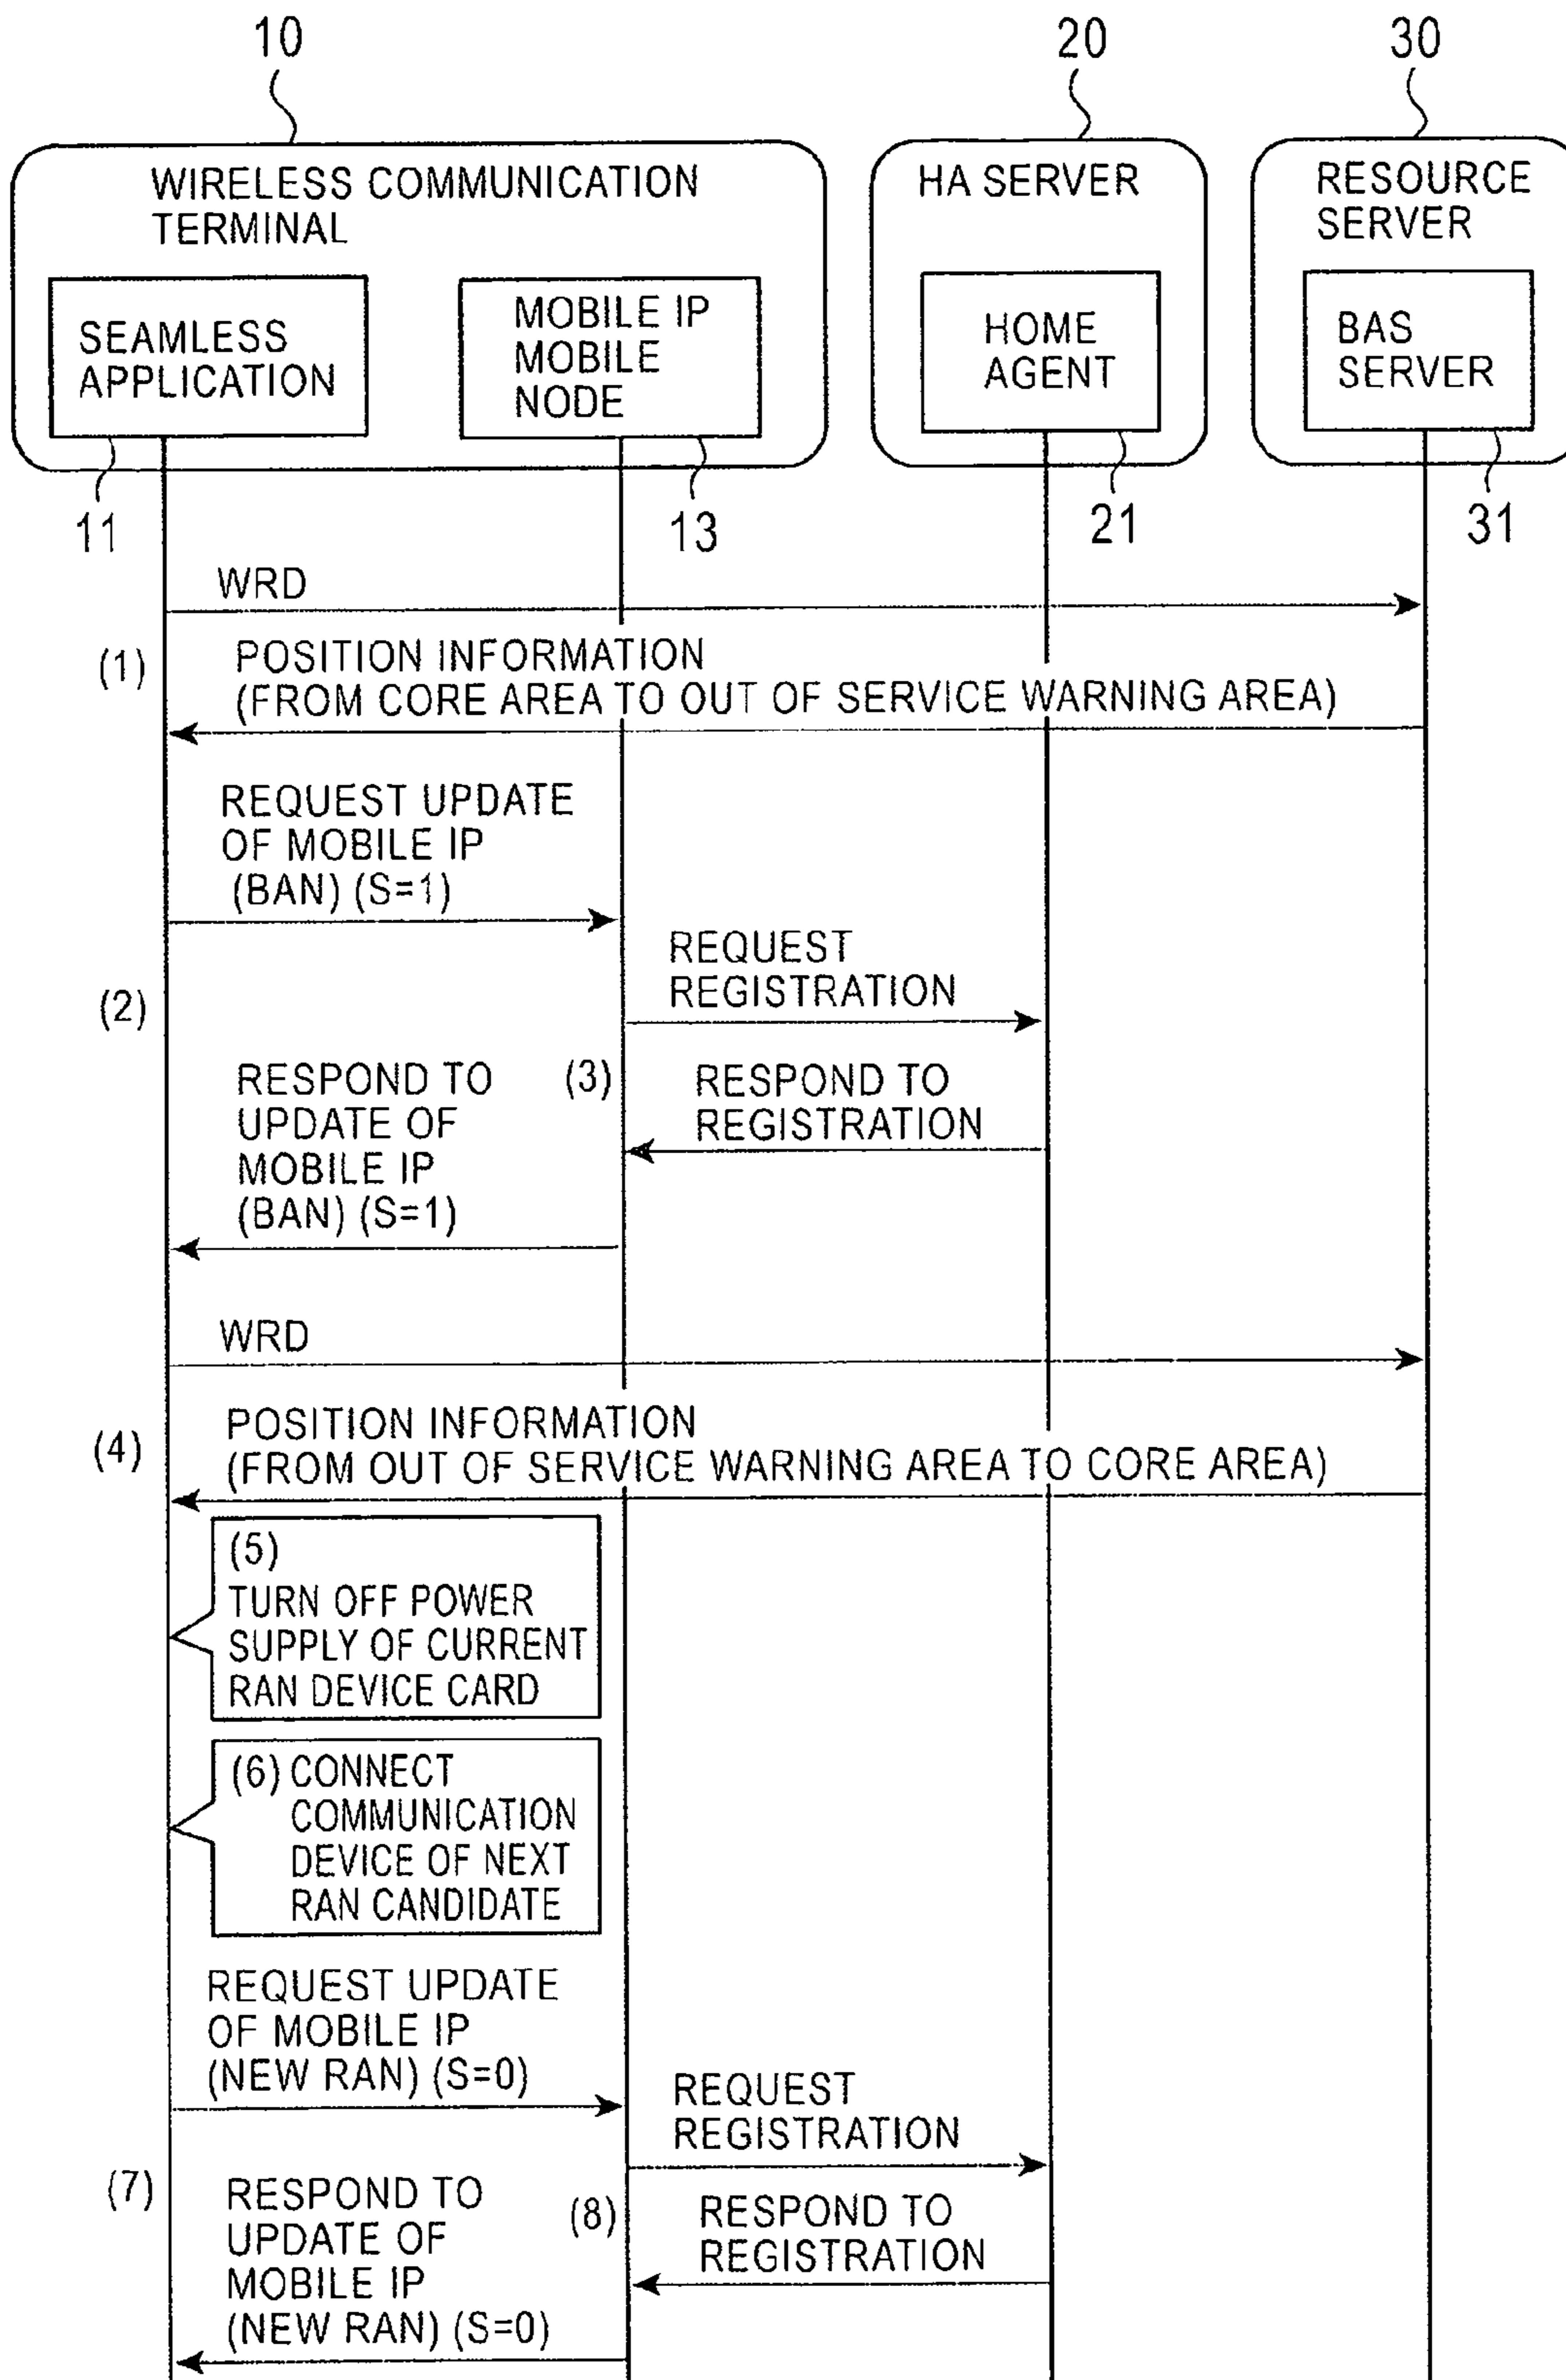 10
20
30
WIRELESS COMMUNICATION
TERMINAL
HA SERVER
RESOURCE
SERVER
SEAMLESS
APPLICATION
MOBILE IP
MOBILE
NODE
HOME
AGENT
BAS
SERVER
11
13
21
31
WRD
(1)
POSITION INFORMATION
(FROM CORE AREA TO OUT OF SERVICE WARNING AREA)
REQUEST UPDATE
OF MOBILE IP
(BAN) (S=1)
REQUEST
REGISTRATION
(2)
RESPOND TO
UPDATE OF
MOBILE IP
(BAN) (S=1)
(3)
RESPOND TO
REGISTRATION
WRD
(4)
POSITION INFORMATION
(FROM OUT OF SERVICE WARNING AREA TO CORE AREA)
(5)
TURN OFF POWER
SUPPLY OF CURRENT
RAN DEVICE CARD
(6) CONNECT
COMMUNICATION
DEVICE OF NEXT
RAN CANDIDATE
REQUEST UPDATE
OF MOBILE IP
(NEW RAN) (S=0)
REQUEST
REGISTRATION
(7)
RESPOND TO
UPDATE OF
MOBILE IP
(NEW RAN) (S=0)
(8)
RESPOND TO
REGISTRATION